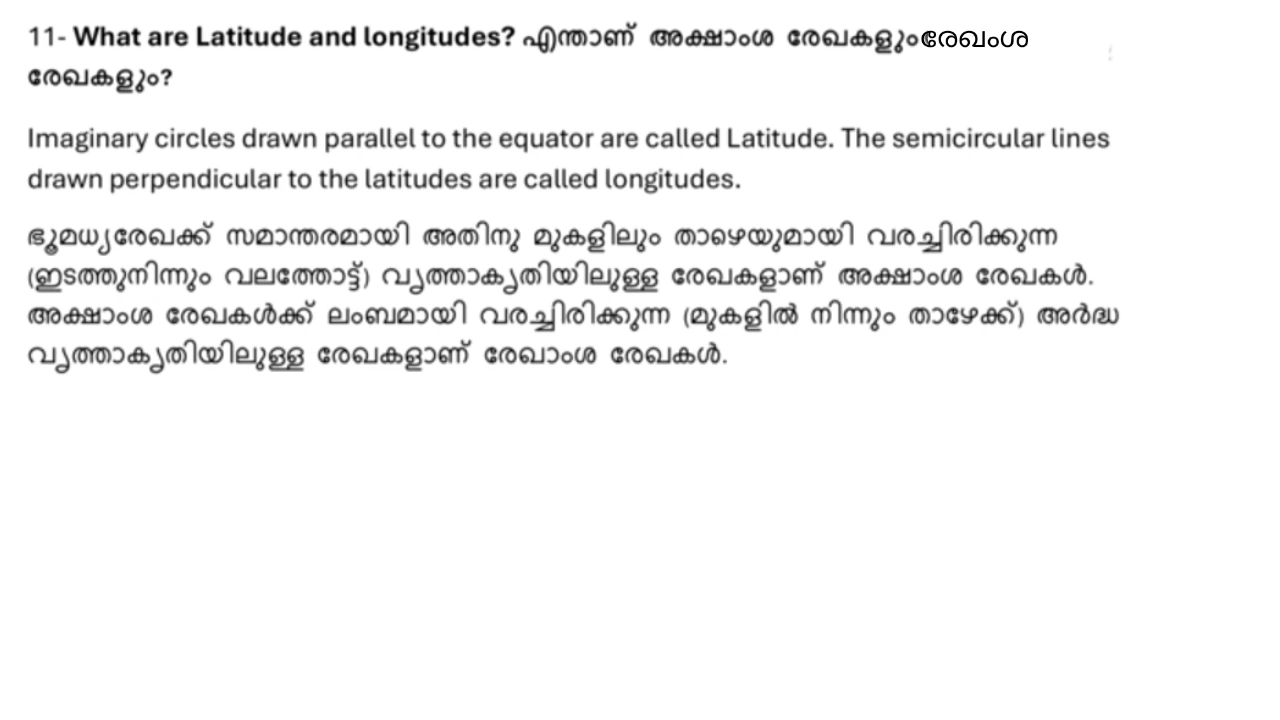 11- What are Latitude and longitudes? എന്താണ് അക്ഷാംശ രേഖകളുംരേഖംശ
രേഖകളും?
Imaginary circles drawn parallel to the equator are called Latitude. The semicircular lines
drawn perpendicular to the latitudes are called longitudes.
ഭൂമധ്യരേഖക്ക് സമാന്തരമായി അതിനു മുകളിലും താഴെയുമായി വരച്ചിരിക്കുന്ന
(ഇടത്തുനിന്നും വലത്തോട്ട്) വൃത്താകൃതിയിലുള്ള രേഖകളാണ് അക്ഷാംശ രേഖകൾ.
അക്ഷാംശ രേഖകൾക്ക് ലംബമായി വരച്ചിരിക്കുന്ന (മുകളിൽ നിന്നും താഴേക്ക്) അർദ്ധ
വൃത്താകൃതിയിലുള്ള രേഖകളാണ് രേഖാംശ രേഖകൾ.